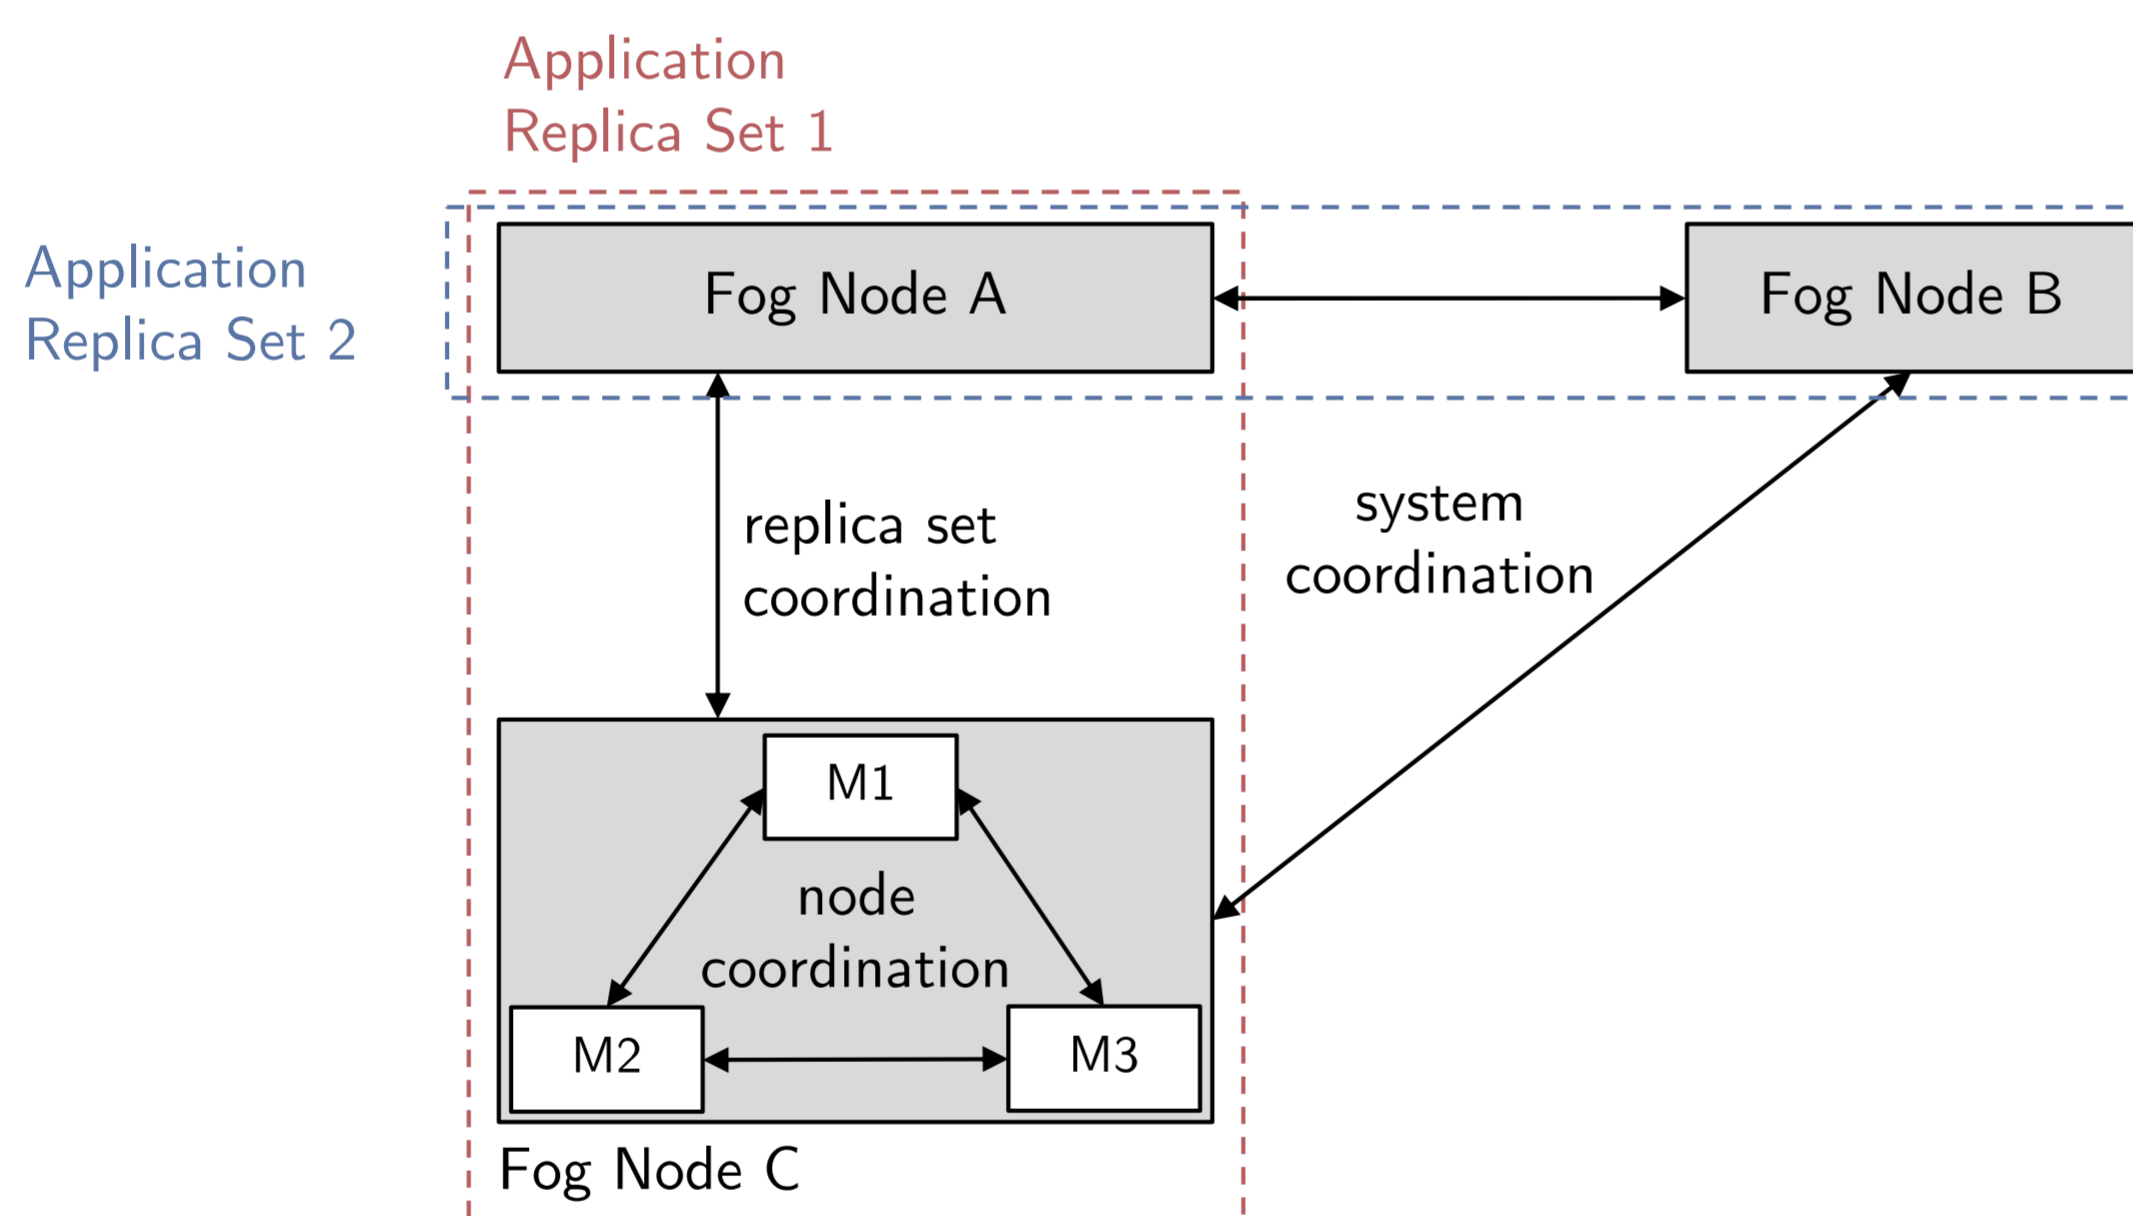 Application
Replica Set 1
Application
Replica Set 2
Fog Node A
Fog Node B
replica set
coordination
system
coordination
M1
node
coordination
M2
M3
Fog Node C